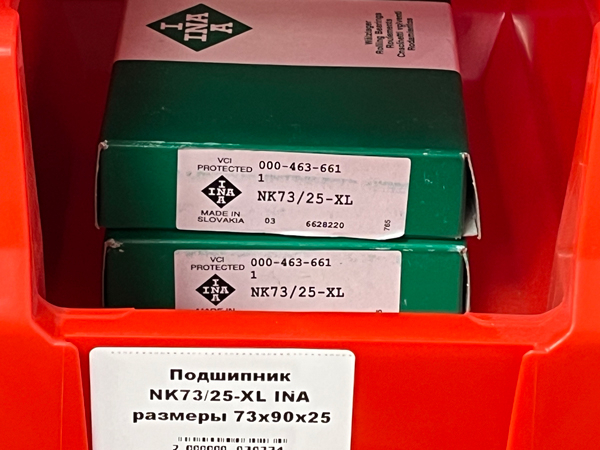 I
INA
A
Wälzlager
Rolling Bearings
Roulements
Cuscinetti volventi
Rodamientos
VCI
PROTECTED
000-463-661
1
I
INA
A
NK73/25-XL
MADE IN
SLOVAKIA
03
6628220
765
VCI
PROTECTED
000-463-661
1
I
INA
A
NK73/25-XL
MADE IN
Подшипник
NK73/25-XL INA
размеры 73x90x25